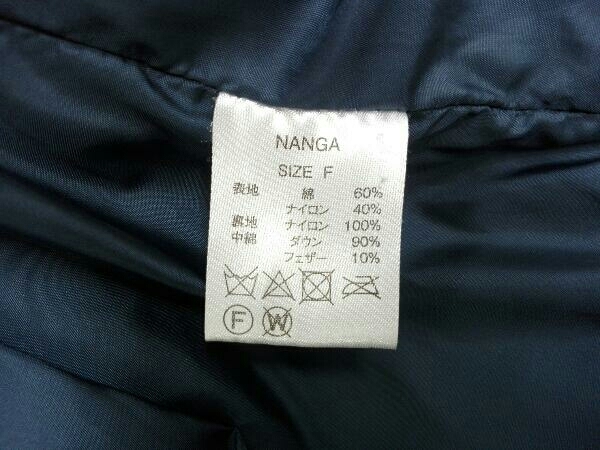 NANGA
SIZE F
表地 綿 60%
ナイロン 40%
裏地 ナイロン 100%
中綿 ダウン 90%
フェザー 10%
F W